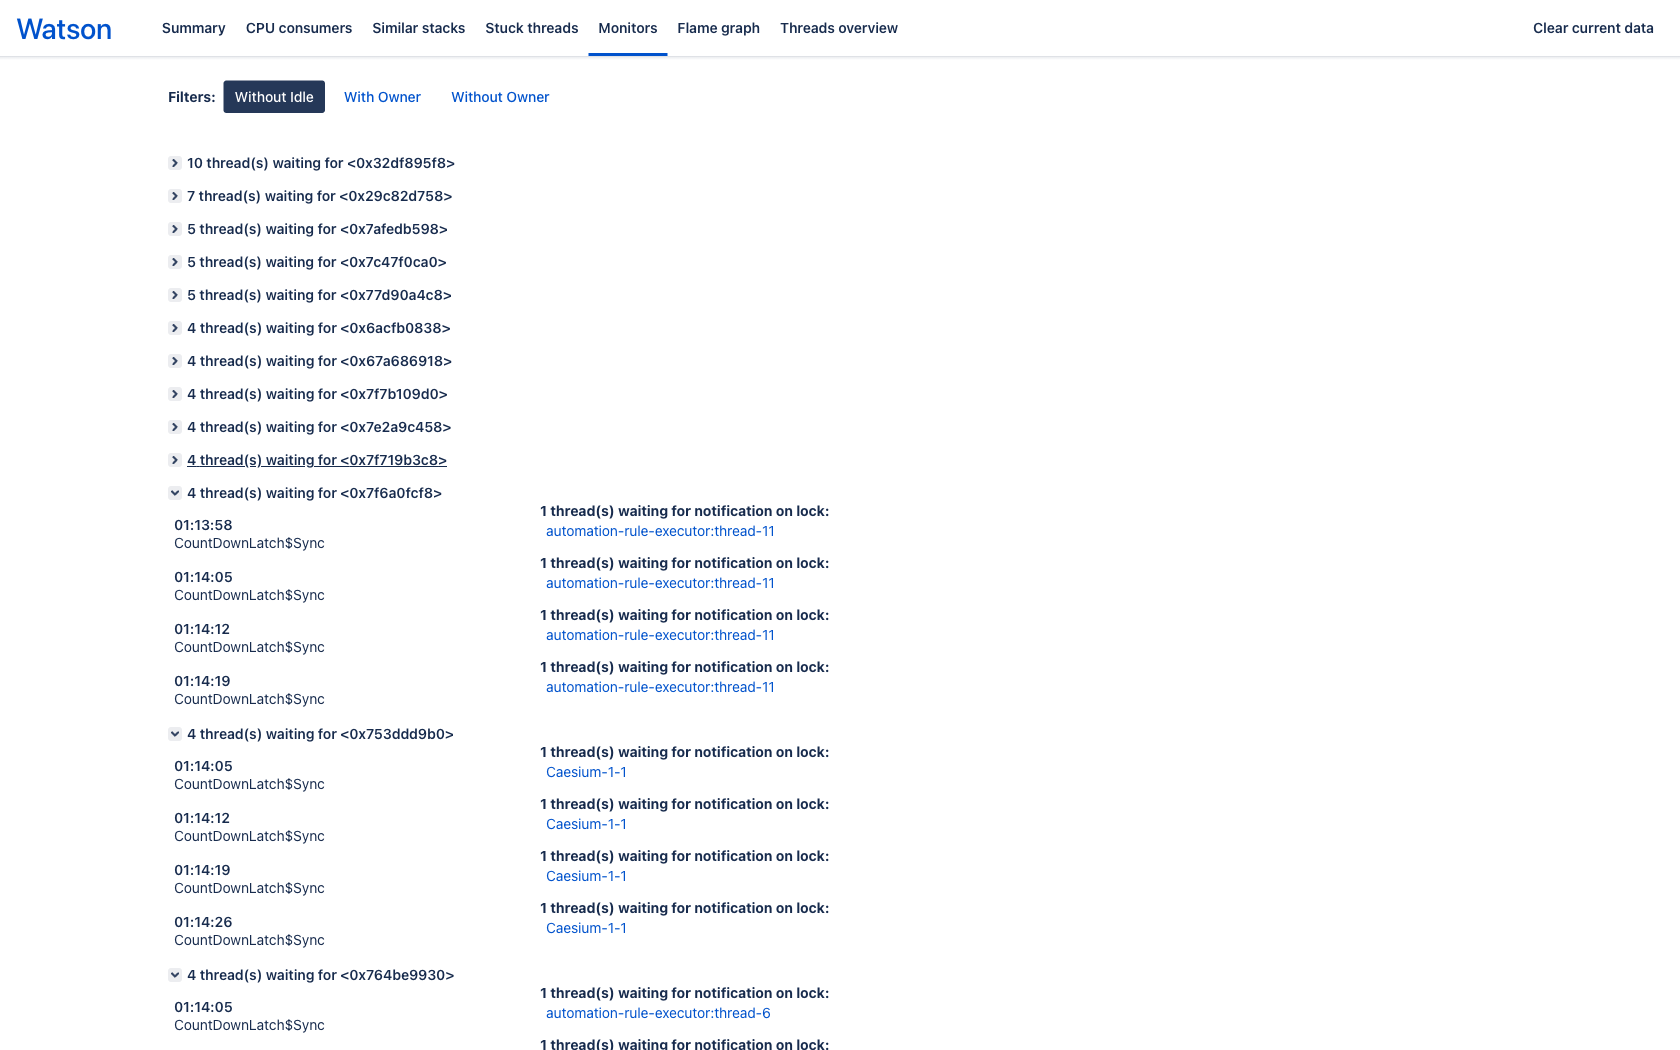 Watson
Summary CPU consumers Similar stacks Stuck threads Monitors Flame graph Threads overview Clear current data
Filters: Without Idle With Owner Without Owner
10 thread(s) waiting for <0x32df895f8>
7 thread(s) waiting for <0x29c82d758>
5 thread(s) waiting for <0x7afedb598>
5 thread(s) waiting for <0x7c47f0ca0>
5 thread(s) waiting for <0x77d90a4c8>
4 thread(s) waiting for <0x6acfb0838>
4 thread(s) waiting for <0x67a686918>
4 thread(s) waiting for <0x7f7b109d0>
4 thread(s) waiting for <0x7e2a9c458>
4 thread(s) waiting for <0x7f719b3c8>
4 thread(s) waiting for <0x7f6a0fcf8>
1 thread(s) waiting for notification on lock:
01:13:58 automation-rule-executor:thread-11
CountDownLatch$Sync
1 thread(s) waiting for notification on lock:
01:14:05 automation-rule-executor:thread-11
CountDownLatch$Sync
1 thread(s) waiting for notification on lock:
01:14:12 automation-rule-executor:thread-11
CountDownLatch$Sync
1 thread(s) waiting for notification on lock:
01:14:19 automation-rule-executor:thread-11
CountDownLatch$Sync
4 thread(s) waiting for <0x753ddd9b0>
1 thread(s) waiting for notification on lock:
01:14:05 Caesium-1-1
CountDownLatch$Sync
1 thread(s) waiting for notification on lock:
01:14:12 Caesium-1-1
CountDownLatch$Sync
1 thread(s) waiting for notification on lock:
01:14:19 Caesium-1-1
CountDownLatch$Sync
1 thread(s) waiting for notification on lock:
01:14:26 Caesium-1-1
CountDownLatch$Sync
4 thread(s) waiting for <0x764be9930>
1 thread(s) waiting for notification on lock:
01:14:05 automation-rule-executor:thread-6
CountDownLatch$Sync
1 thread(s) waiting for notification on lock: